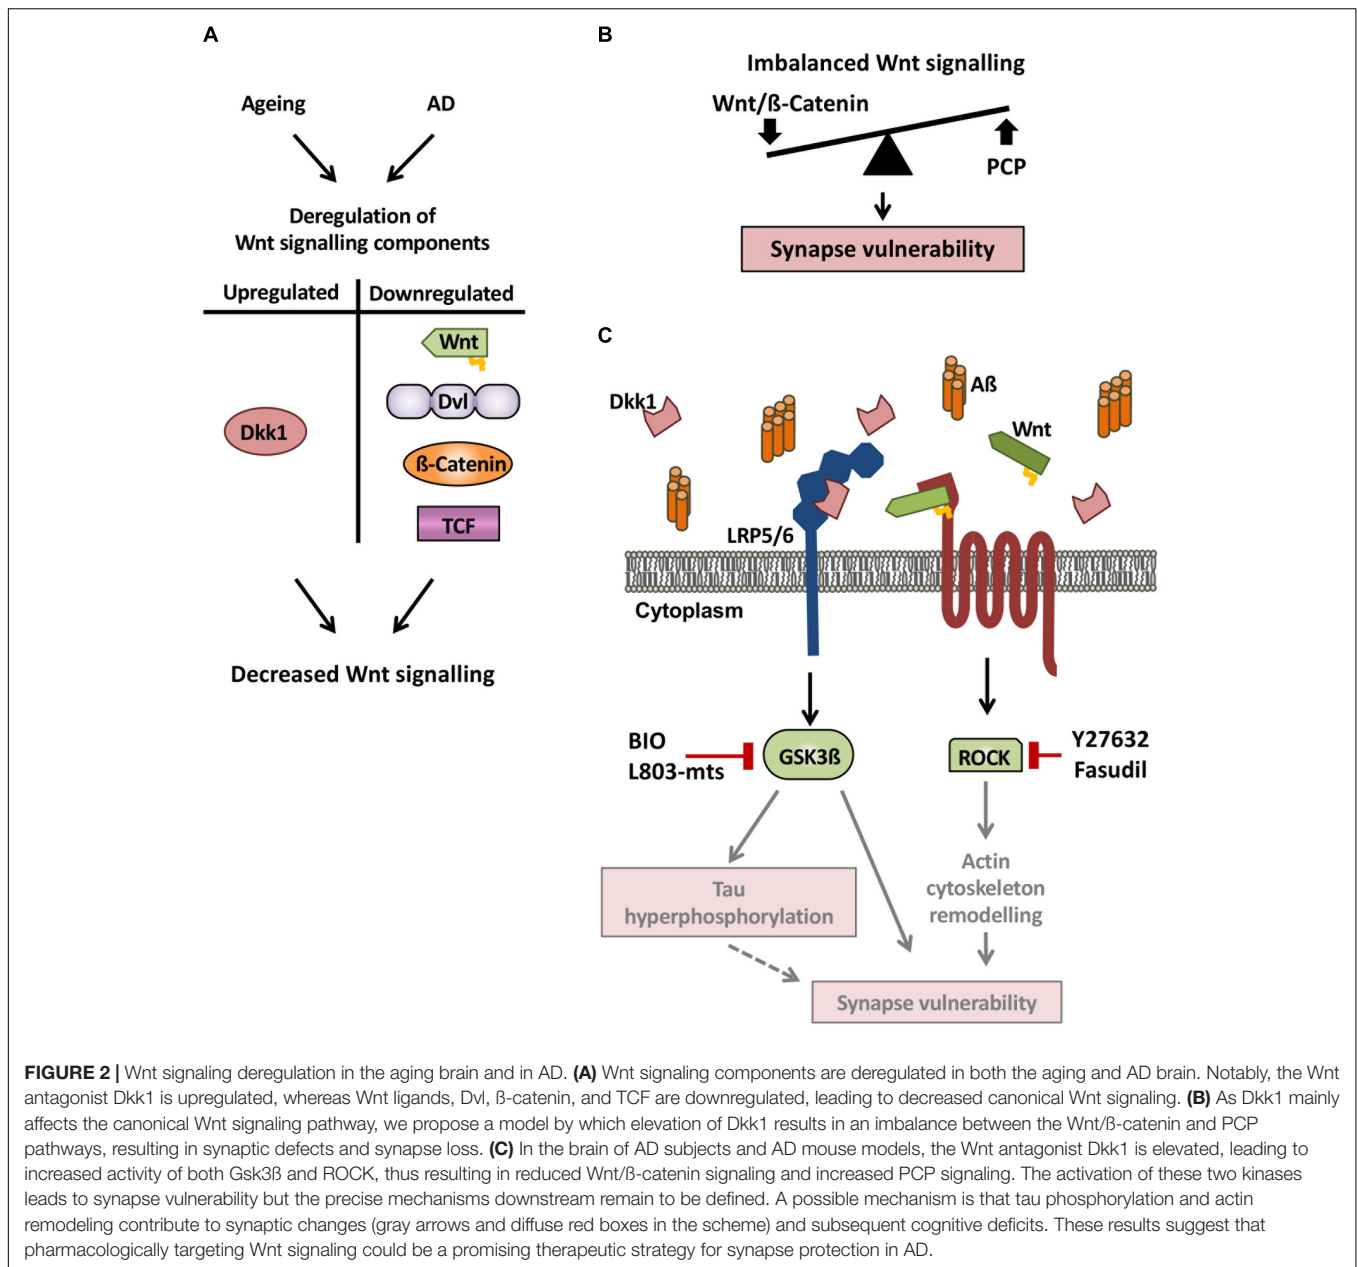 A
Ageing
AD
Deregulation of
Wnt signalling components
Upregulated
Downregulated
Wnt
Dvl
Dkk1
ß-Catenin
TCF
Decreased Wnt signalling
B
Imbalanced Wnt signalling
Wnt/ß-Catenin
PCP
Synapse vulnerability
C
Dkk1
Aß
Wnt
LRP5/6
Cytoplasm
BIO
L803-mts
GSK3ß
ROCK
Y27632
Fasudil
Tau
hyperphosphorylation
Actin
cytoskeleton
remodelling
Synapse vulnerability
FIGURE 2 | Wnt signaling deregulation in the aging brain and in AD. (A) Wnt signaling components are deregulated in both the aging and AD brain. Notably, the Wnt
antagonist Dkk1 is upregulated, whereas Wnt ligands, Dvl, ß-catenin, and TCF are downregulated, leading to decreased canonical Wnt signaling. (B) As Dkk1 mainly
affects the canonical Wnt signaling pathway, we propose a model by which elevation of Dkk1 results in an imbalance between the Wnt/ß-catenin and PCP
pathways, resulting in synaptic defects and synapse loss. (C) In the brain of AD subjects and AD mouse models, the Wnt antagonist Dkk1 is elevated, leading to
increased activity of both Gsk3ß and ROCK, thus resulting in reduced Wnt/ß-catenin signaling and increased PCP signaling. The activation of these two kinases
leads to synapse vulnerability but the precise mechanisms downstream remain to be defined. A possible mechanism is that tau phosphorylation and actin
remodeling contribute to synaptic changes (gray arrows and diffuse red boxes in the scheme) and subsequent cognitive deficits. These results suggest that
pharmacologically targeting Wnt signaling could be a promising therapeutic strategy for synapse protection in AD.